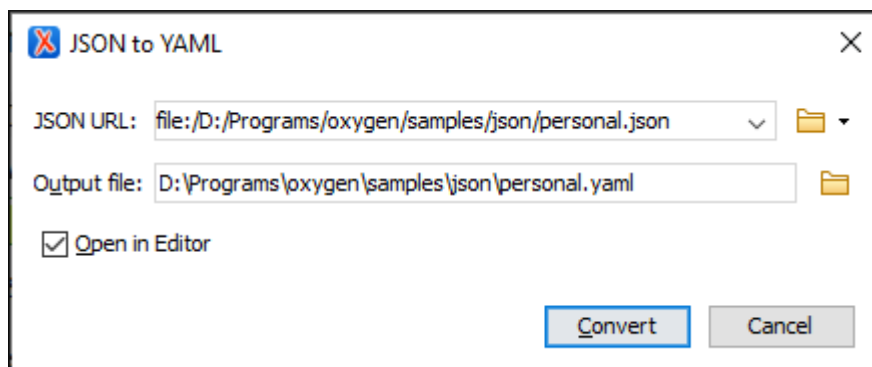 JSON to YAML
JSON URL: file:/D:/Programs/oxygen/samples/json/personal.json
Output file: D:\Programs\oxygen\samples\json\personal.yaml
Open in Editor
Convert Cancel